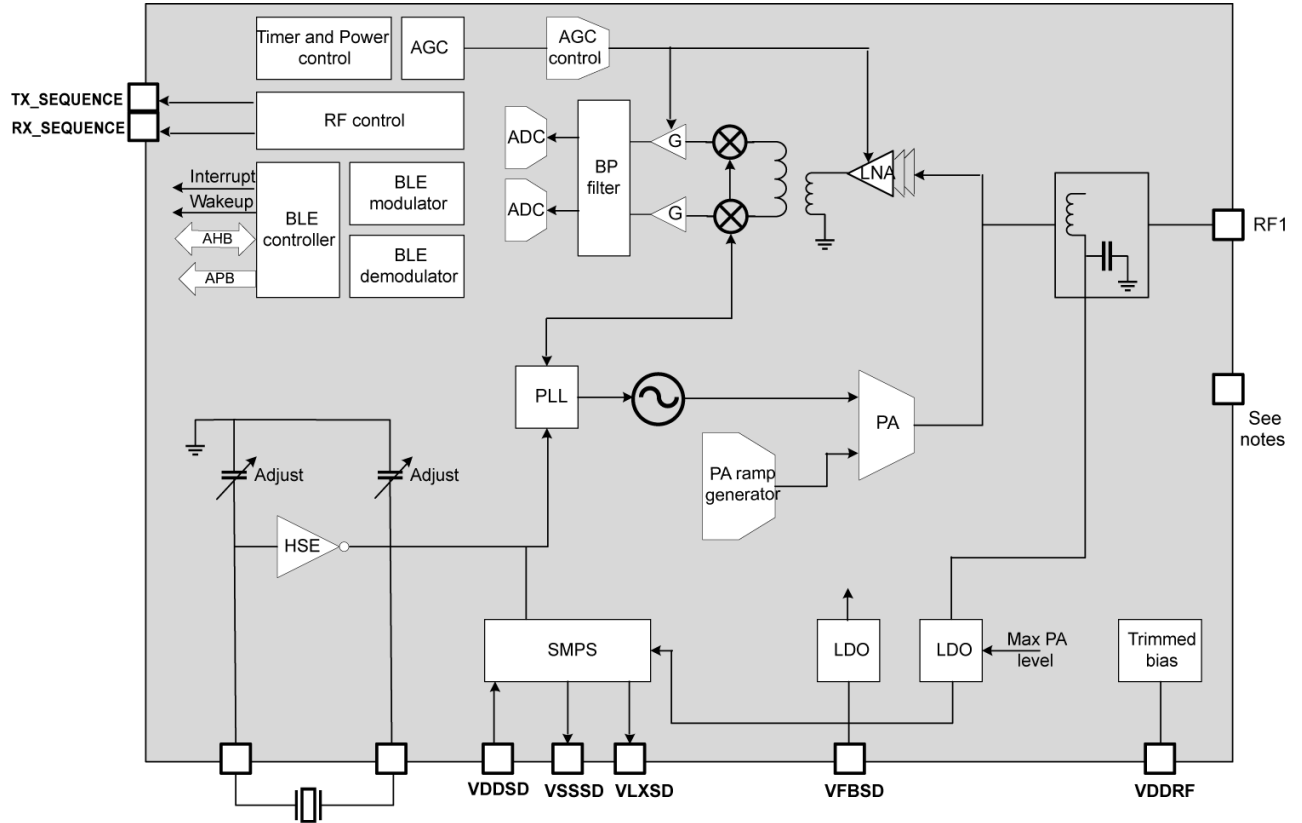 Timer and Power
control
AGC
AGC
control
TX_SEQUENCE
RX_SEQUENCE
RF control
ADC
ADC
BP
filter
G
G
LNA
Interrupt
Wakeup
AHB
APB
BLE
controller
BLE
modulator
BLE
demodulator
RF1
PLL
PA
See
notes
PA ramp
generator
Adjust
Adjust
HSE
SMPS
LDO
LDO
Max PA
level
Trimmed
bias
VDDSD
VSSSD
VLXSD
VFBSD
VDDRF